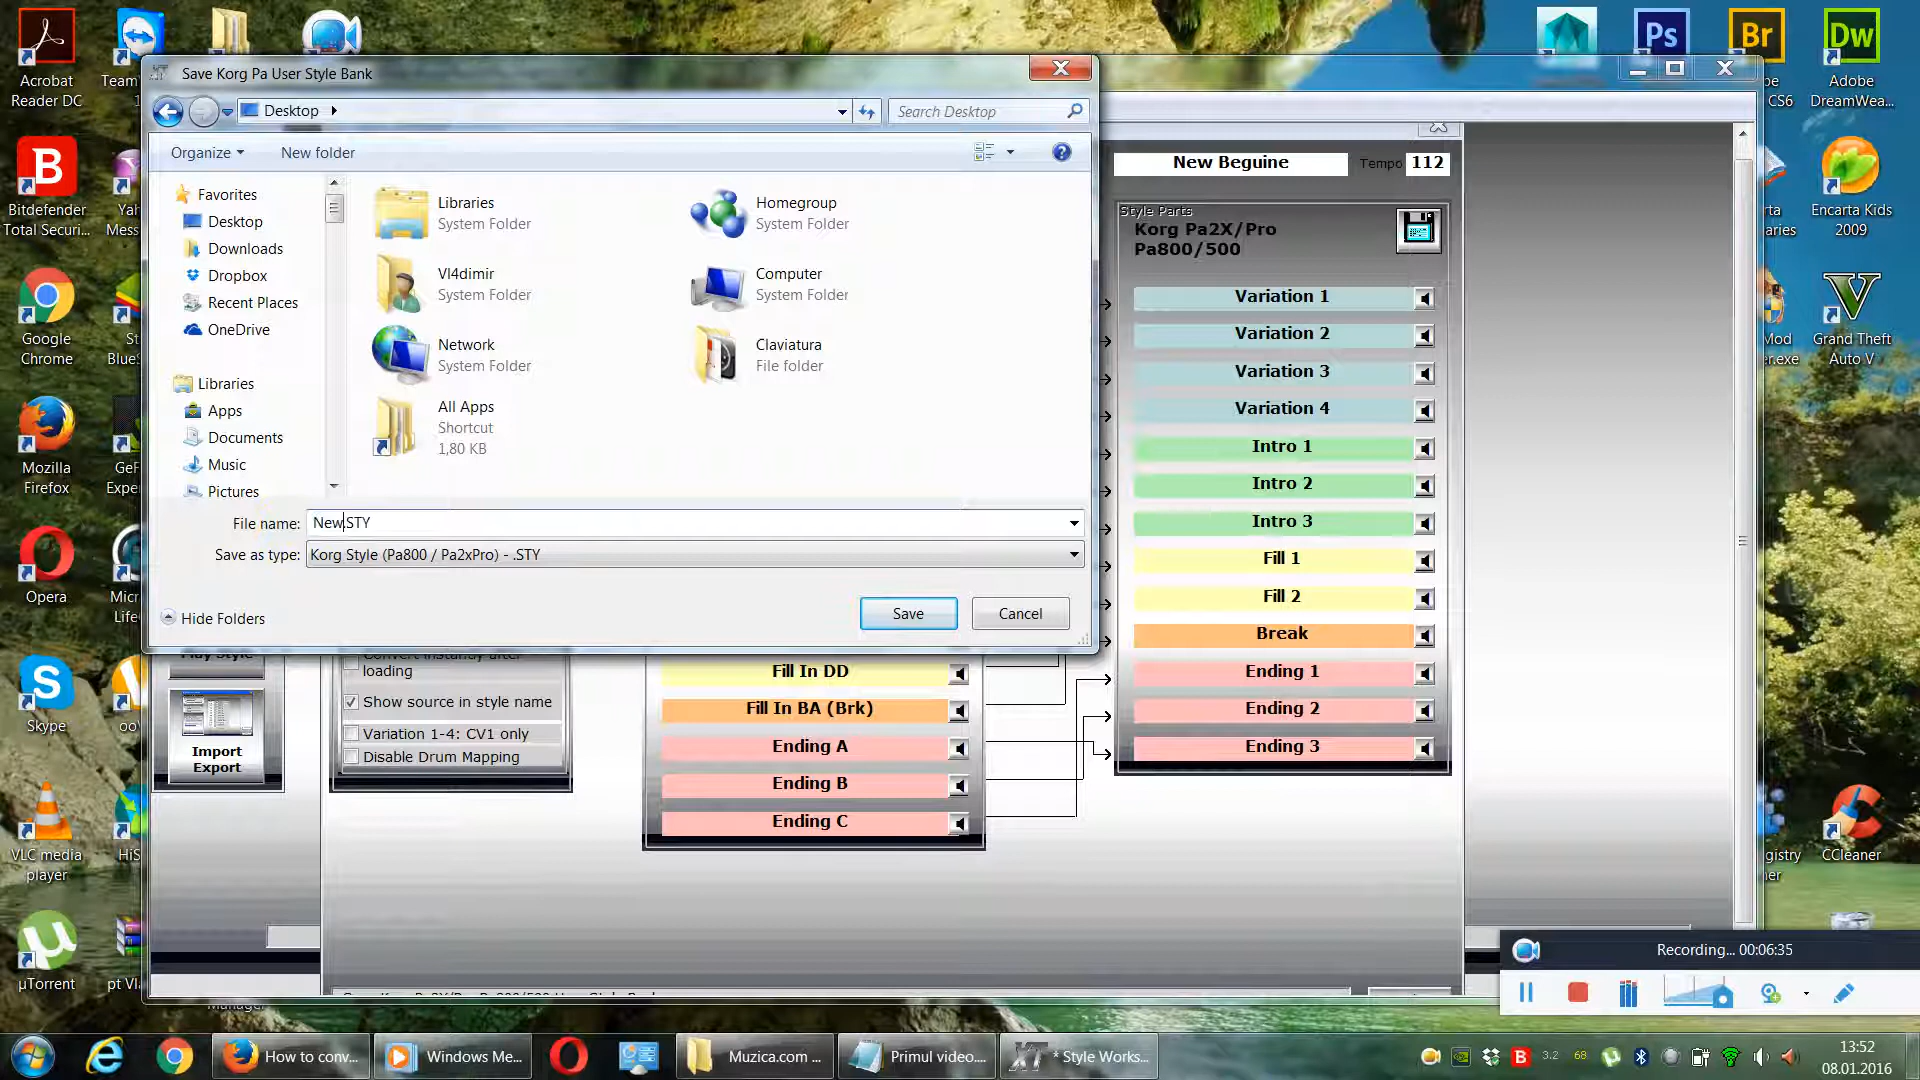 Save Korg Pa User Style Bank
Desktop
Search Desktop
Organize
New folder
Favorites
Desktop
Downloads
Dropbox
Recent Places
OneDrive
Libraries
Apps
Documents
Music
Pictures
Libraries
System Folder
Homegroup
System Folder
Vl4dimir
System Folder
Computer
System Folder
Network
System Folder
Claviatura
File folder
All Apps
Shortcut
1,80 KB
File name:
New.STY
Save as type:
Korg Style (Pa800 / Pa2xPro) - .STY
Hide Folders
Save
Cancel
New Beguine
Tempo
112
Style Parts
Korg Pa2X/Pro
Pa800/500
Variation 1
Variation 2
Variation 3
Variation 4
Intro 1
Intro 2
Intro 3
Fill 1
Fill 2
Break
Ending 1
Ending 2
Ending 3
Fill In DD
Fill In BA (Brk)
Ending A
Ending B
Ending C
loading
Show source in style name
Variation 1-4: CV1 only
Disable Drum Mapping
Import
Export
Acrobat
Reader DC
Bitdefender
Total Securi...
Google
Chrome
Mozilla
Firefox
Opera
Skype
VLC media
player
µTorrent
Ps
Br
Dw
CS6
Adobe
DreamWea...
Encarta Kids
2009
Grand Theft
Auto V
CCleaner
Recording... 00:06:35
How to conv...
Windows Me...
Muzica.com ...
Primul video....
* Style Works...
3.2
68
13:52
08.01.2016